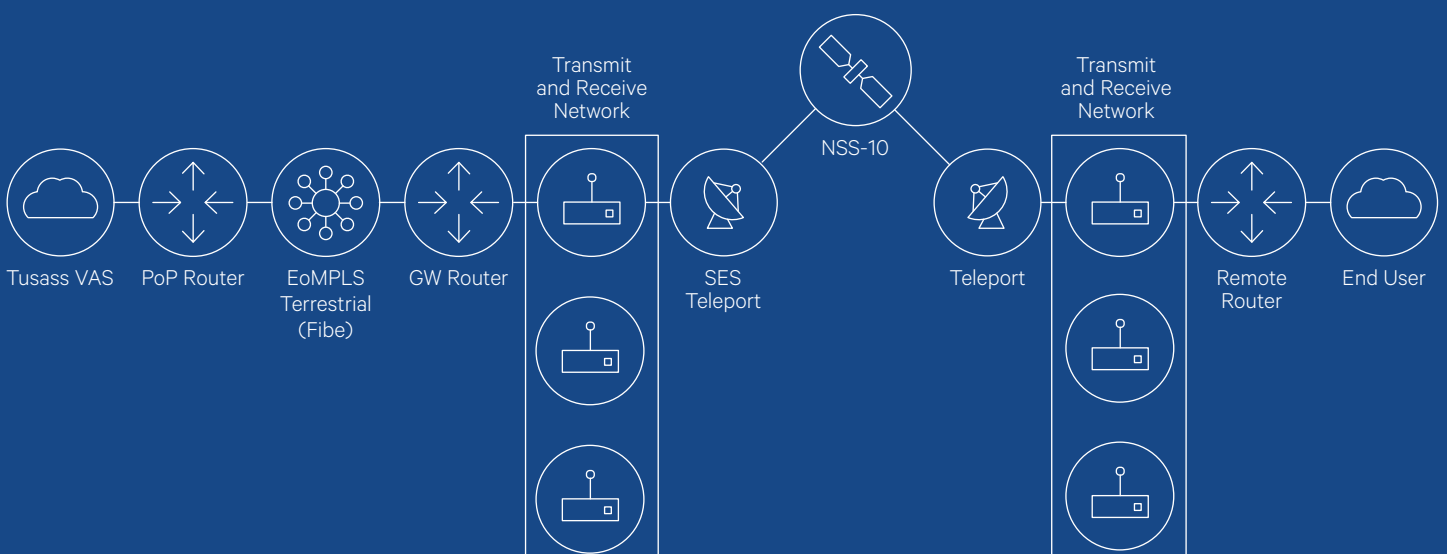 Transmit
and Receive
Network
NSS-10
Transmit
and Receive
Network
Tusass VAS
PoP Router
EoMPLS
Terrestrial
(Fibe)
GW Router
SES
Teleport
Teleport
Remote
Router
End User